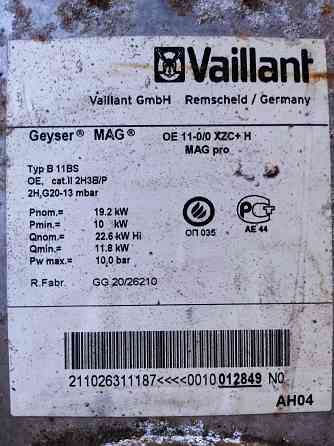 Vaillant
Vaillant GmbH Remscheid / Germany
Geyser® MAG® OE 11-0/0 XZC+ H
MAG pro
Typ B 11BS
OE, cat.II 2H3B/P
2H,G20-13 mbar
Pnom.= 19.2 kW
Pmin.= 10 kW
Qnom.= 22.6 kW Hi
Qmin.= 11.8 kW
Pw max.= 10,0 bar
ОП 035
АЕ 44
R.Fabr. GG 20/26210
211026311187<<<<0010 012849 N0
AH04